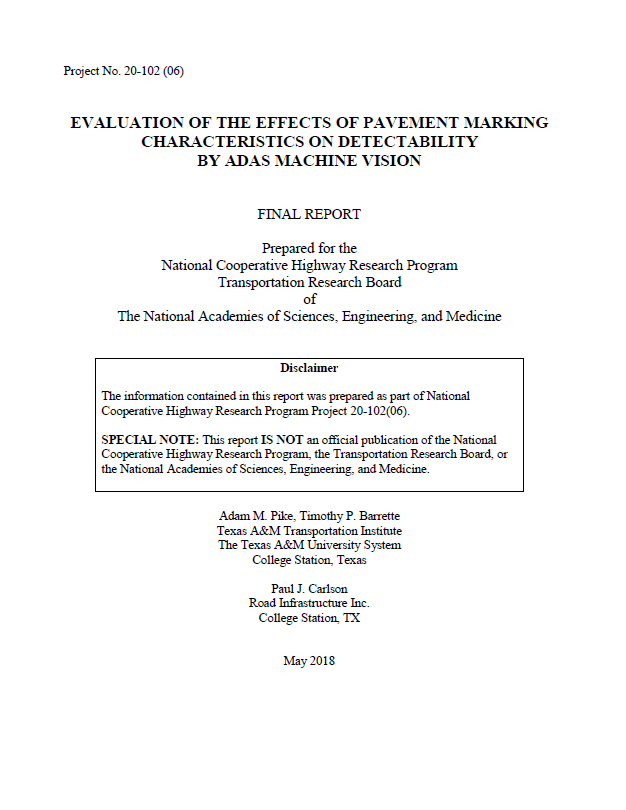 Project No. 20-102 (06)
EVALUATION OF THE EFFECTS OF PAVEMENT MARKING
CHARACTERISTICS ON DETECTABILITY
BY ADAS MACHINE VISION
FINAL REPORT
Prepared for the
National Cooperative Highway Research Program
Transportation Research Board
of
The National Academies of Sciences, Engineering, and Medicine
Disclaimer
The information contained in this report was prepared as part of National
Cooperative Highway Research Program Project 20-102(06).
SPECIAL NOTE: This report IS NOT an official publication of the National
Cooperative Highway Research Program, the Transportation Research Board, or
the National Academies of Sciences, Engineering, and Medicine.
Adam M. Pike, Timothy P. Barrette
Texas A&M Transportation Institute
The Texas A&M University System
College Station, Texas
Paul J. Carlson
Road Infrastructure Inc.
College Station, TX
May 2018